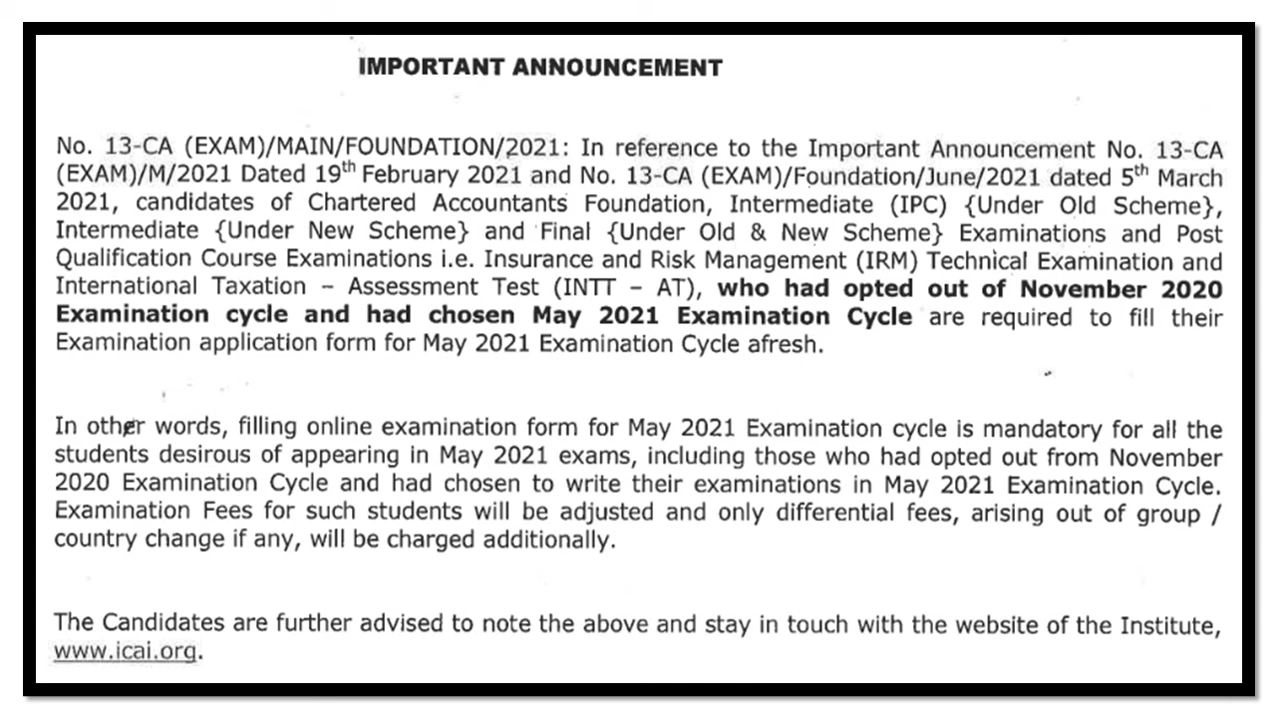 IMPORTANT ANNOUNCEMENT
No. 13-CA (EXAM)/MAIN/FOUNDATION/2021: In reference to the Important Announcement No. 13-CA
(EXAM)/M/2021 Dated 19th February 2021 and No. 13-CA (EXAM)/Foundation/June/2021 dated 5th March
2021, candidates of Chartered Accountants Foundation, Intermediate (IPC) {Under Old Scheme},
Intermediate {Under New Scheme} and Final {Under Old & New Scheme} Examinations and Post
Qualification Course Examinations i.e. Insurance and Risk Management (IRM) Technical Examination and
International Taxation – Assessment Test (INTT – AT), who had opted out of November 2020
Examination cycle and had chosen May 2021 Examination Cycle are required to fill their
Examination application form for May 2021 Examination Cycle afresh.
In other words, filling online examination form for May 2021 Examination cycle is mandatory for all the
students desirous of appearing in May 2021 exams, including those who had opted out from November
2020 Examination Cycle and had chosen to write their examinations in May 2021 Examination Cycle.
Examination Fees for such students will be adjusted and only differential fees, arising out of group /
country change if any, will be charged additionally.
The Candidates are further advised to note the above and stay in touch with the website of the Institute,
www.icai.org.